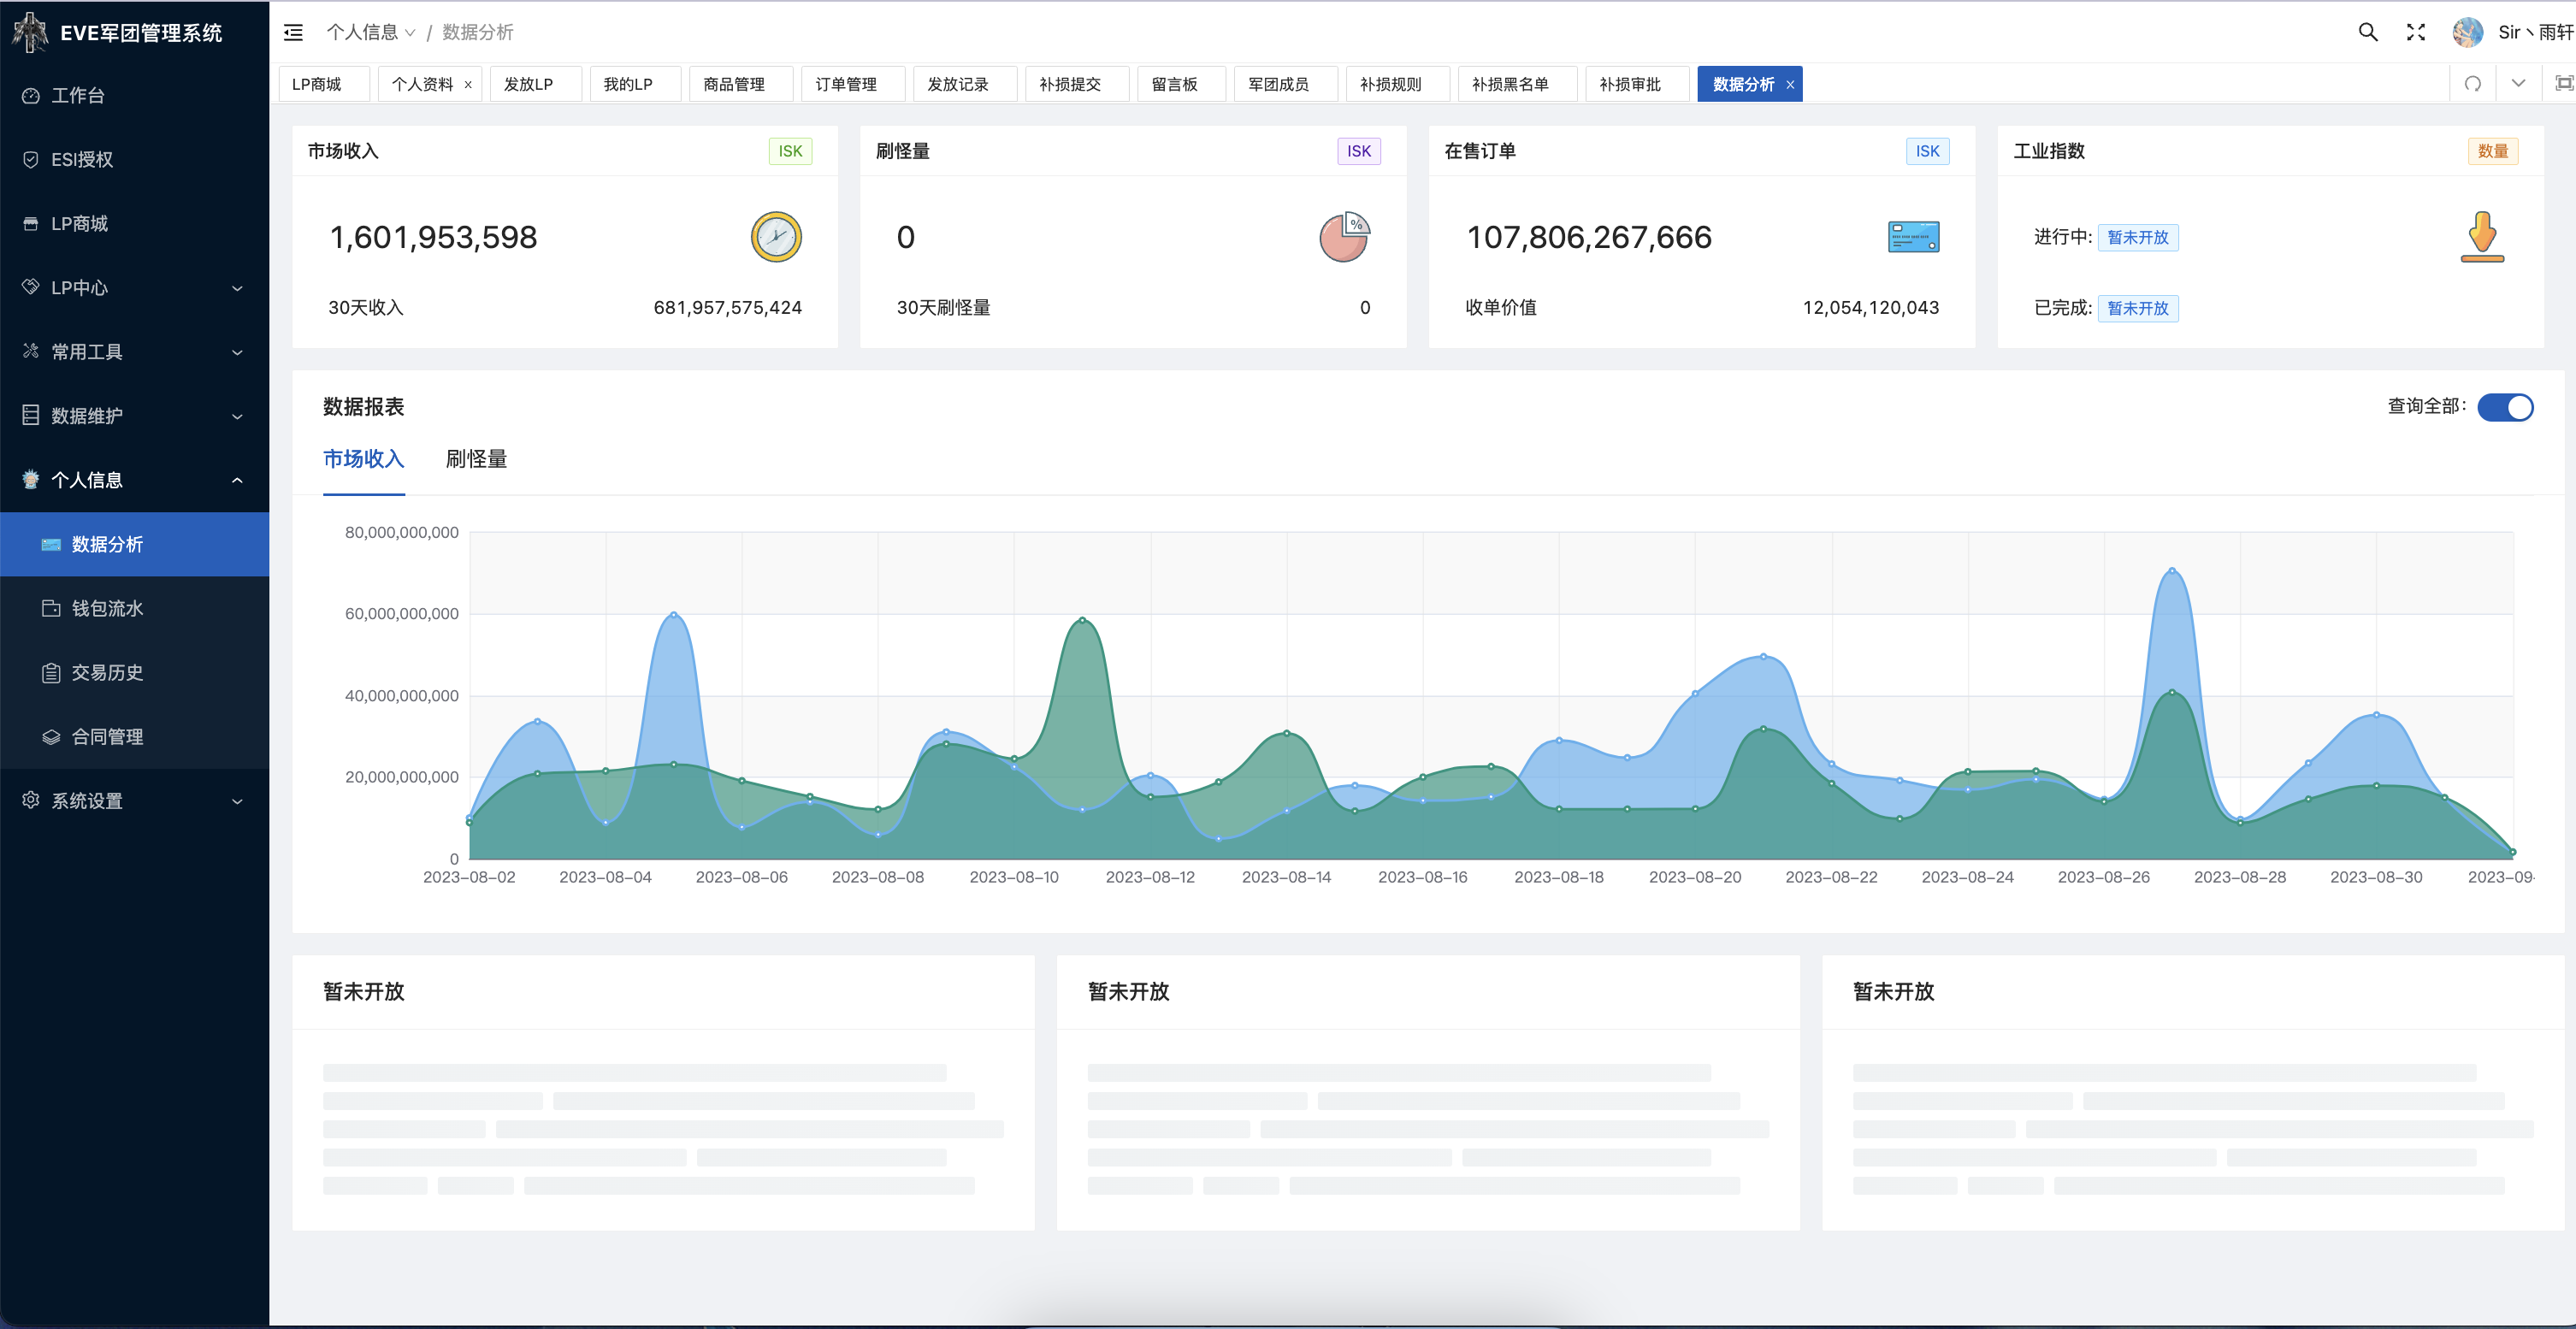 EVE军团管理系统
工作台
ESI授权
LP商城
LP中心
常用工具
数据维护
个人信息
数据分析
钱包流水
交易历史
合同管理
系统设置
个人信息 / 数据分析
Sir丶雨轩
LP商城 个人资料 × 发放LP 我的LP 商品管理 订单管理 发放记录 补损提交 留言板 军团成员 补损规则 补损黑名单 补损审批 数据分析 ×
市场收入 ISK
1,601,953,598
30天收入 681,957,575,424
刷怪量 ISK
0
%
30天刷怪量 0
在售订单 ISK
107,806,267,666
收单价值 12,054,120,043
工业指数 数量
进行中: 暂未开放
已完成: 暂未开放
数据报表 查询全部:
市场收入 刷怪量
80,000,000,000
60,000,000,000
40,000,000,000
20,000,000,000
0
2023-08-02 2023-08-04 2023-08-06 2023-08-08 2023-08-10 2023-08-12 2023-08-14 2023-08-16 2023-08-18 2023-08-20 2023-08-22 2023-08-24 2023-08-26 2023-08-28 2023-08-30 2023-09-
暂未开放 暂未开放 暂未开放